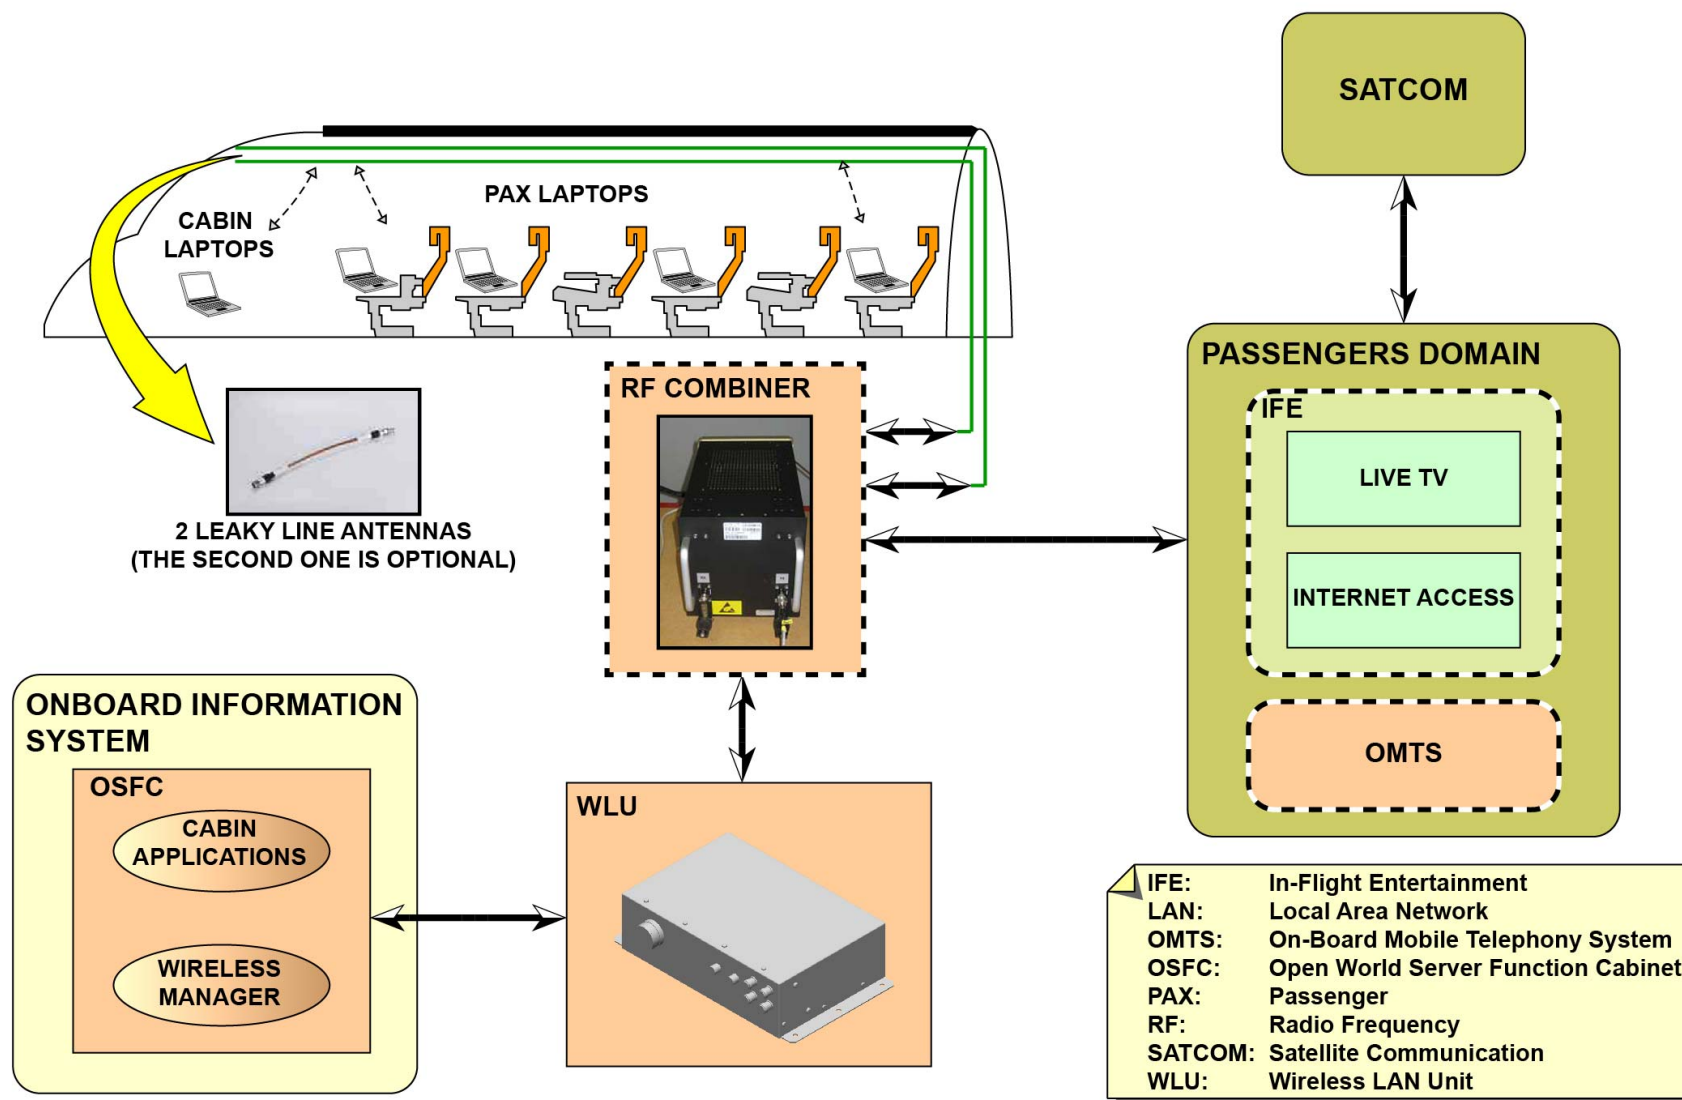 SATCOM
PAX LAPTOPS
CABIN
LAPTOPS
PASSENGERS DOMAIN
RF COMBINER
IFE
LIVE TV
2 LEAKY LINE ANTENNAS
(THE SECOND ONE IS OPTIONAL)
INTERNET ACCESS
ONBOARD INFORMATION
SYSTEM
OMTS
OSFC
WLU
CABIN
APPLICATIONS
WIRELESS
MANAGER
IFE: In-Flight Entertainment
LAN: Local Area Network
OMTS: On-Board Mobile Telephony System
OSFC: Open World Server Function Cabinet
PAX: Passenger
RF: Radio Frequency
SATCOM: Satellite Communication
WLU: Wireless LAN Unit